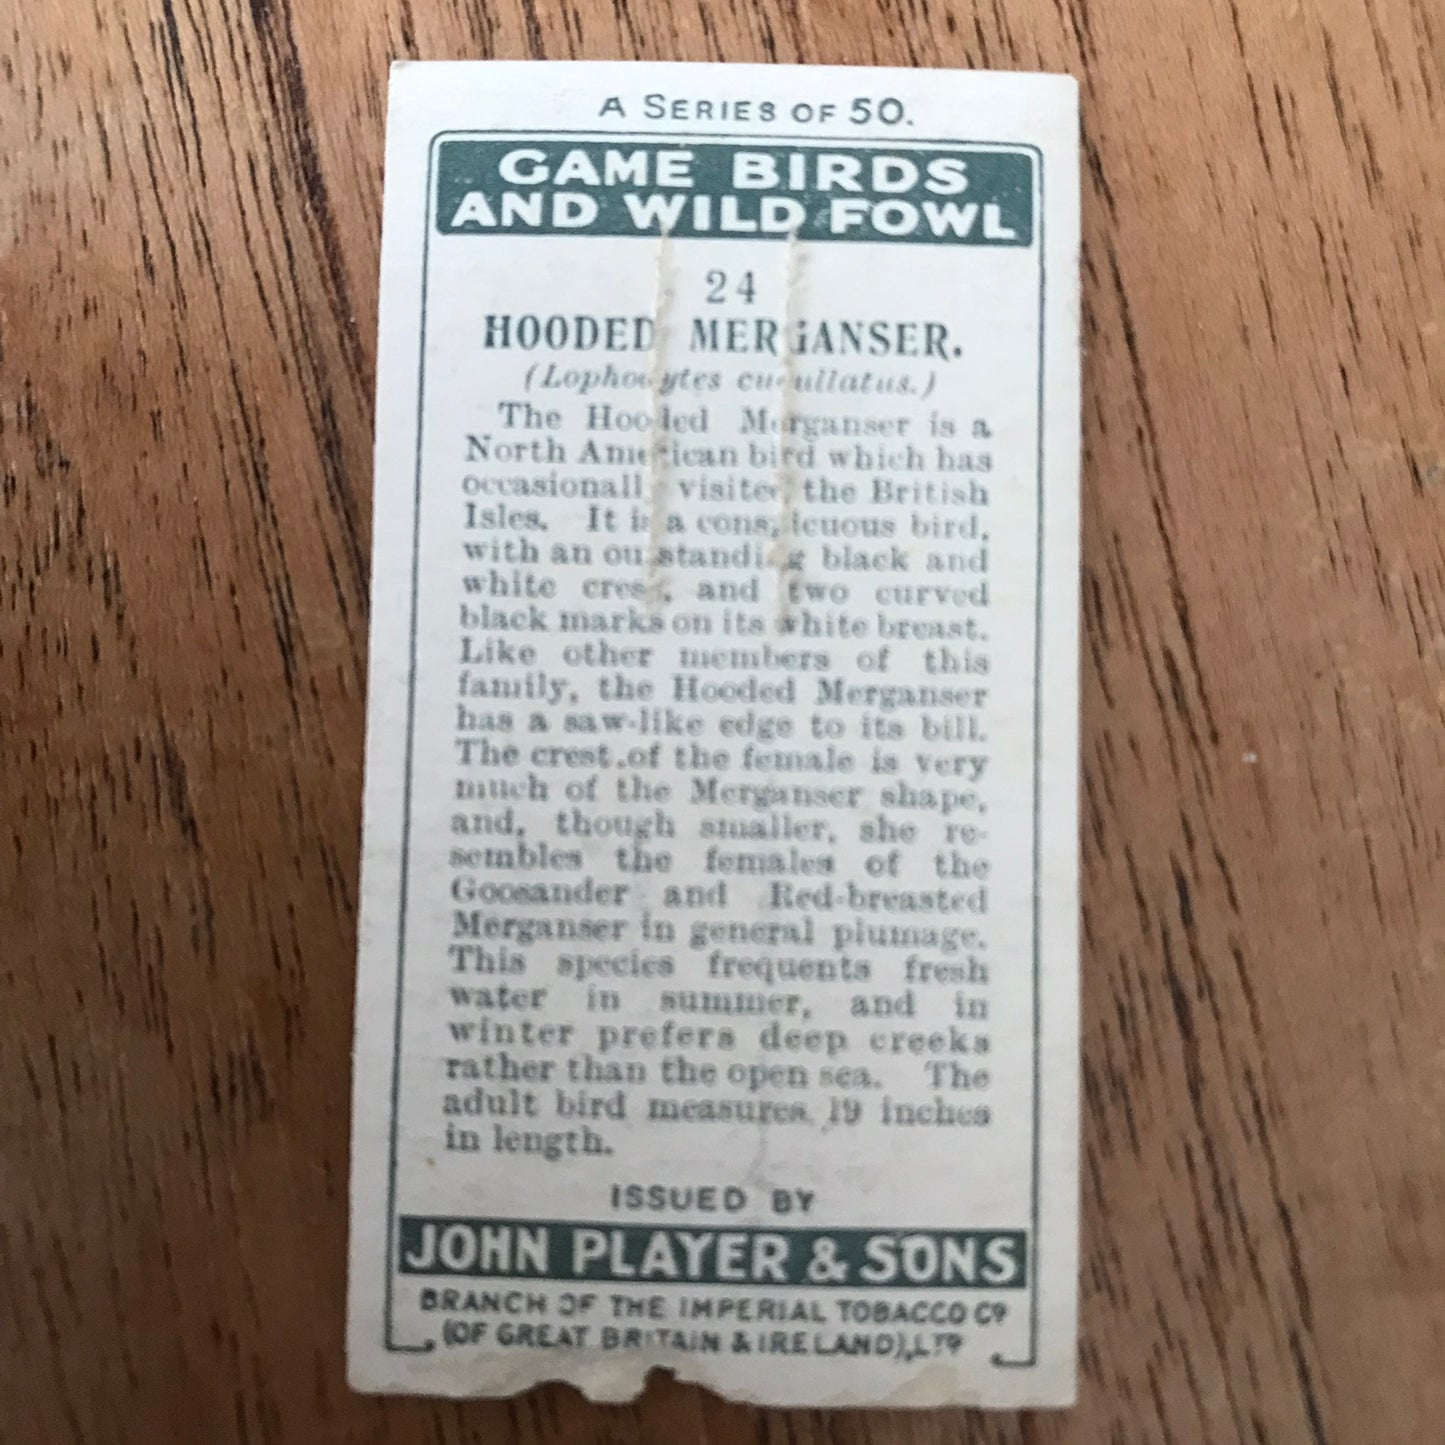 A SERIES OF 50.
GAME BIRDS
AND WILD FOWL
24
HOODED MERGANSER.
(Lophocytes cucullatus.)
The Hooded Merganser is a
North American bird which has
occasionally visited the British
Isles. It is a conspicuous bird,
with an outstanding black and
white crest, and two curved
black marks on its white breast.
Like other members of this
family, the Hooded Merganser
has a saw-like edge to its bill.
The crest of the female is very
much of the Merganser shape,
and, though smaller, she re-
sembles the females of the
Goosander and Red-breasted
Merganser in general plumage.
This species frequents fresh
water in summer, and in
winter prefers deep creeks
rather than the open sea. The
adult bird measures 19 inches
in length.
ISSUED BY
JOHN PLAYER & SONS
BRANCH OF THE IMPERIAL TOBACCO CO
(OF GREAT BRITAIN & IRELAND), LTD